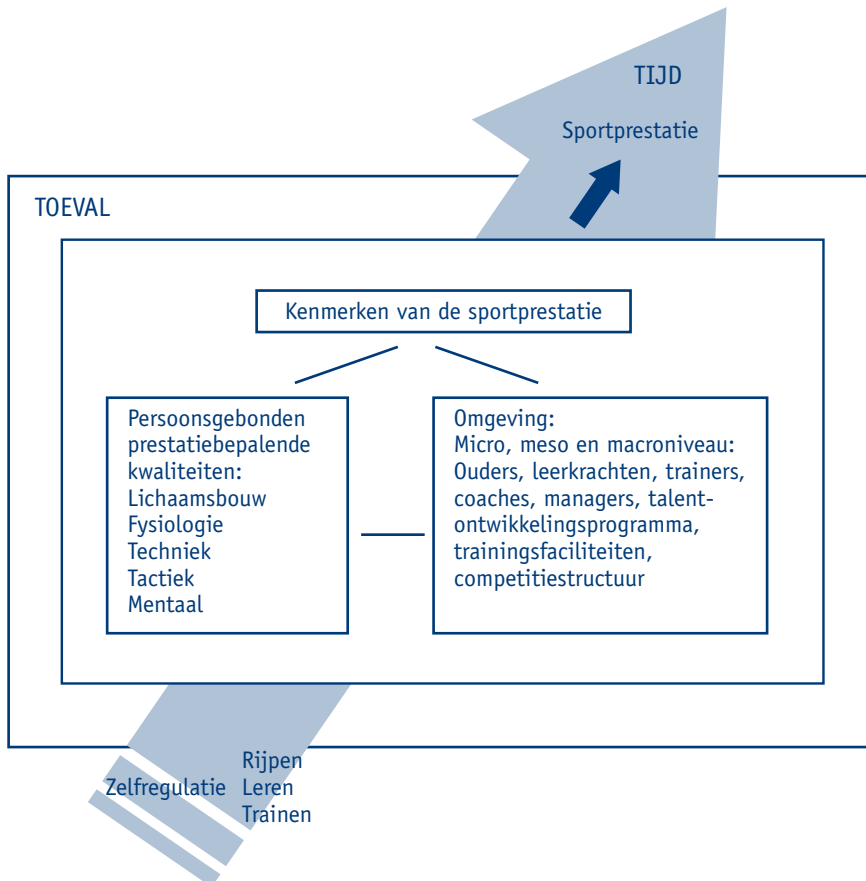 TIJD
Sportprestatie
TOEVAL
Kenmerken van de sportprestatie
Persoonsgebonden
prestatiebepalende
kwaliteiten:
Lichaamsbouw
Fysiologie
Techniek
Tactiek
Mentaal
Omgeving:
Micro, meso en macroniveau:
Ouders, leerkrachten, trainers,
coaches, managers, talent-
ontwikkelingsprogramma,
trainingsfaciliteiten,
competitiestructuur
Zelfregulatie
Rijpen
Leren
Trainen